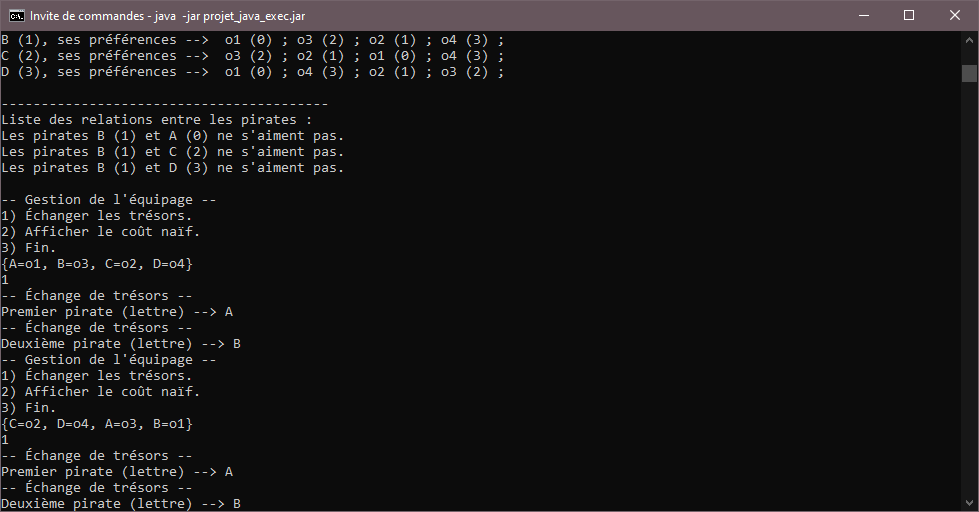 Invite de commandes - java -jar projet_java_exec.jar
B (1), ses préférences --> o1 (0) ; o3 (2) ; o2 (1) ; o4 (3) ;
C (2), ses préférences --> o3 (2) ; o2 (1) ; o1 (0) ; o4 (3) ;
D (3), ses préférences --> o1 (0) ; o4 (3) ; o2 (1) ; o3 (2) ;
-----------------------------------------
Liste des relations entre les pirates :
Les pirates B (1) et A (0) ne s'aiment pas.
Les pirates B (1) et C (2) ne s'aiment pas.
Les pirates B (1) et D (3) ne s'aiment pas.
-- Gestion de l'équipage --
1) Échanger les trésors.
2) Afficher le coût naïf.
3) Fin.
{A=o1, B=o3, C=o2, D=o4}
1
-- Échange de trésors --
Premier pirate (lettre) --> A
-- Échange de trésors --
Deuxième pirate (lettre) --> B
-- Gestion de l'équipage --
1) Échanger les trésors.
2) Afficher le coût naïf.
3) Fin.
{C=o2, D=o4, A=o3, B=o1}
1
-- Échange de trésors --
Premier pirate (lettre) --> A
-- Échange de trésors --
Deuxième pirate (lettre) --> B